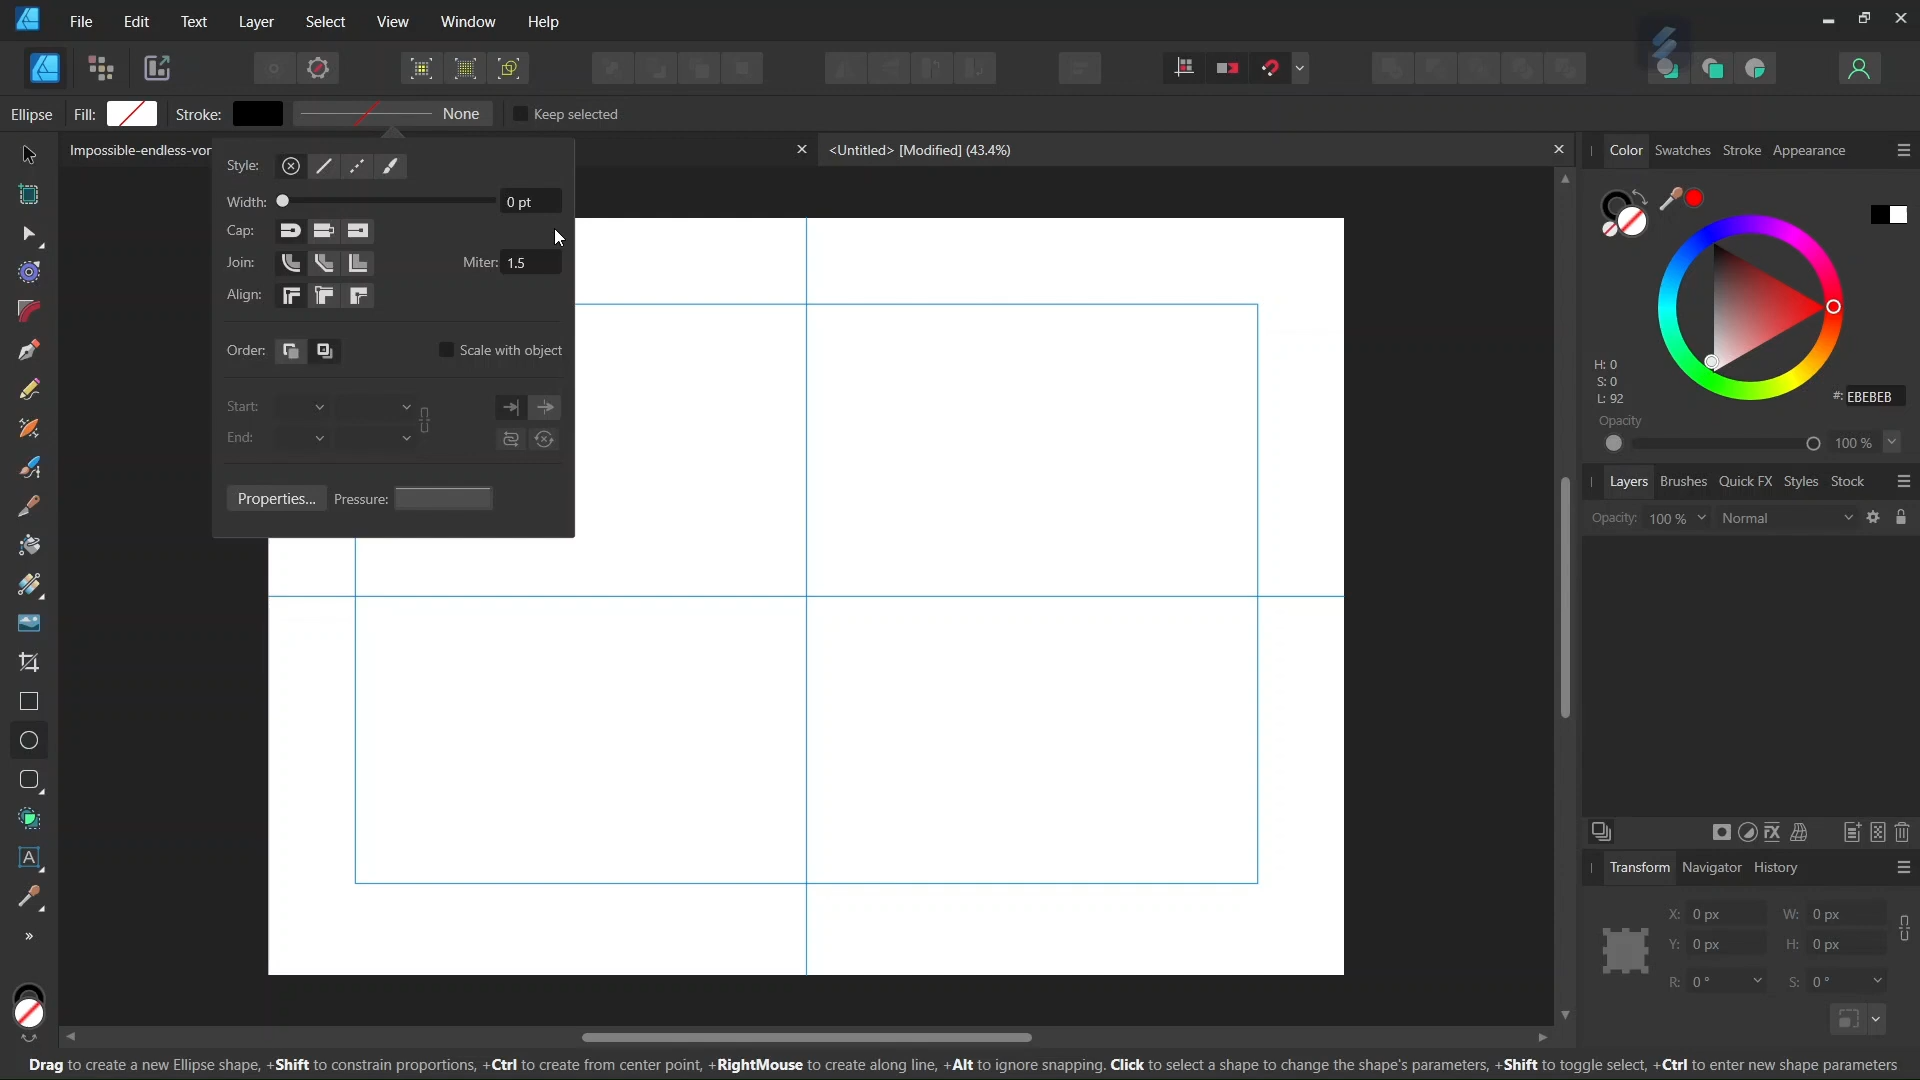 File Edit Text Layer Select View Window Help
Ellipse Fill: Stroke: None Keep selected
Impossible-endless-vor
<Untitled> [Modified] (43.4%)
Style:
Width: 0 pt
Cap:
Join: Miter: 1.5
Align:
Order: Scale with object
Start:
End:
Properties... Pressure:
Color Swatches Stroke Appearance
H: 0
S: 0
L: 92
#: EBEBEB
Opacity
100 %
Layers Brushes Quick FX Styles Stock
Opacity: 100 % Normal
Transform Navigator History
X: 0 px W: 0 px
Y: 0 px H: 0 px
R: 0 ° S: 0 °
Drag to create a new Ellipse shape, +Shift to constrain proportions, +Ctrl to create from center point, +RightMouse to create along line, +Alt to ignore snapping. Click to select a shape to change the shape's parameters, +Shift to toggle select, +Ctrl to enter new shape parameters